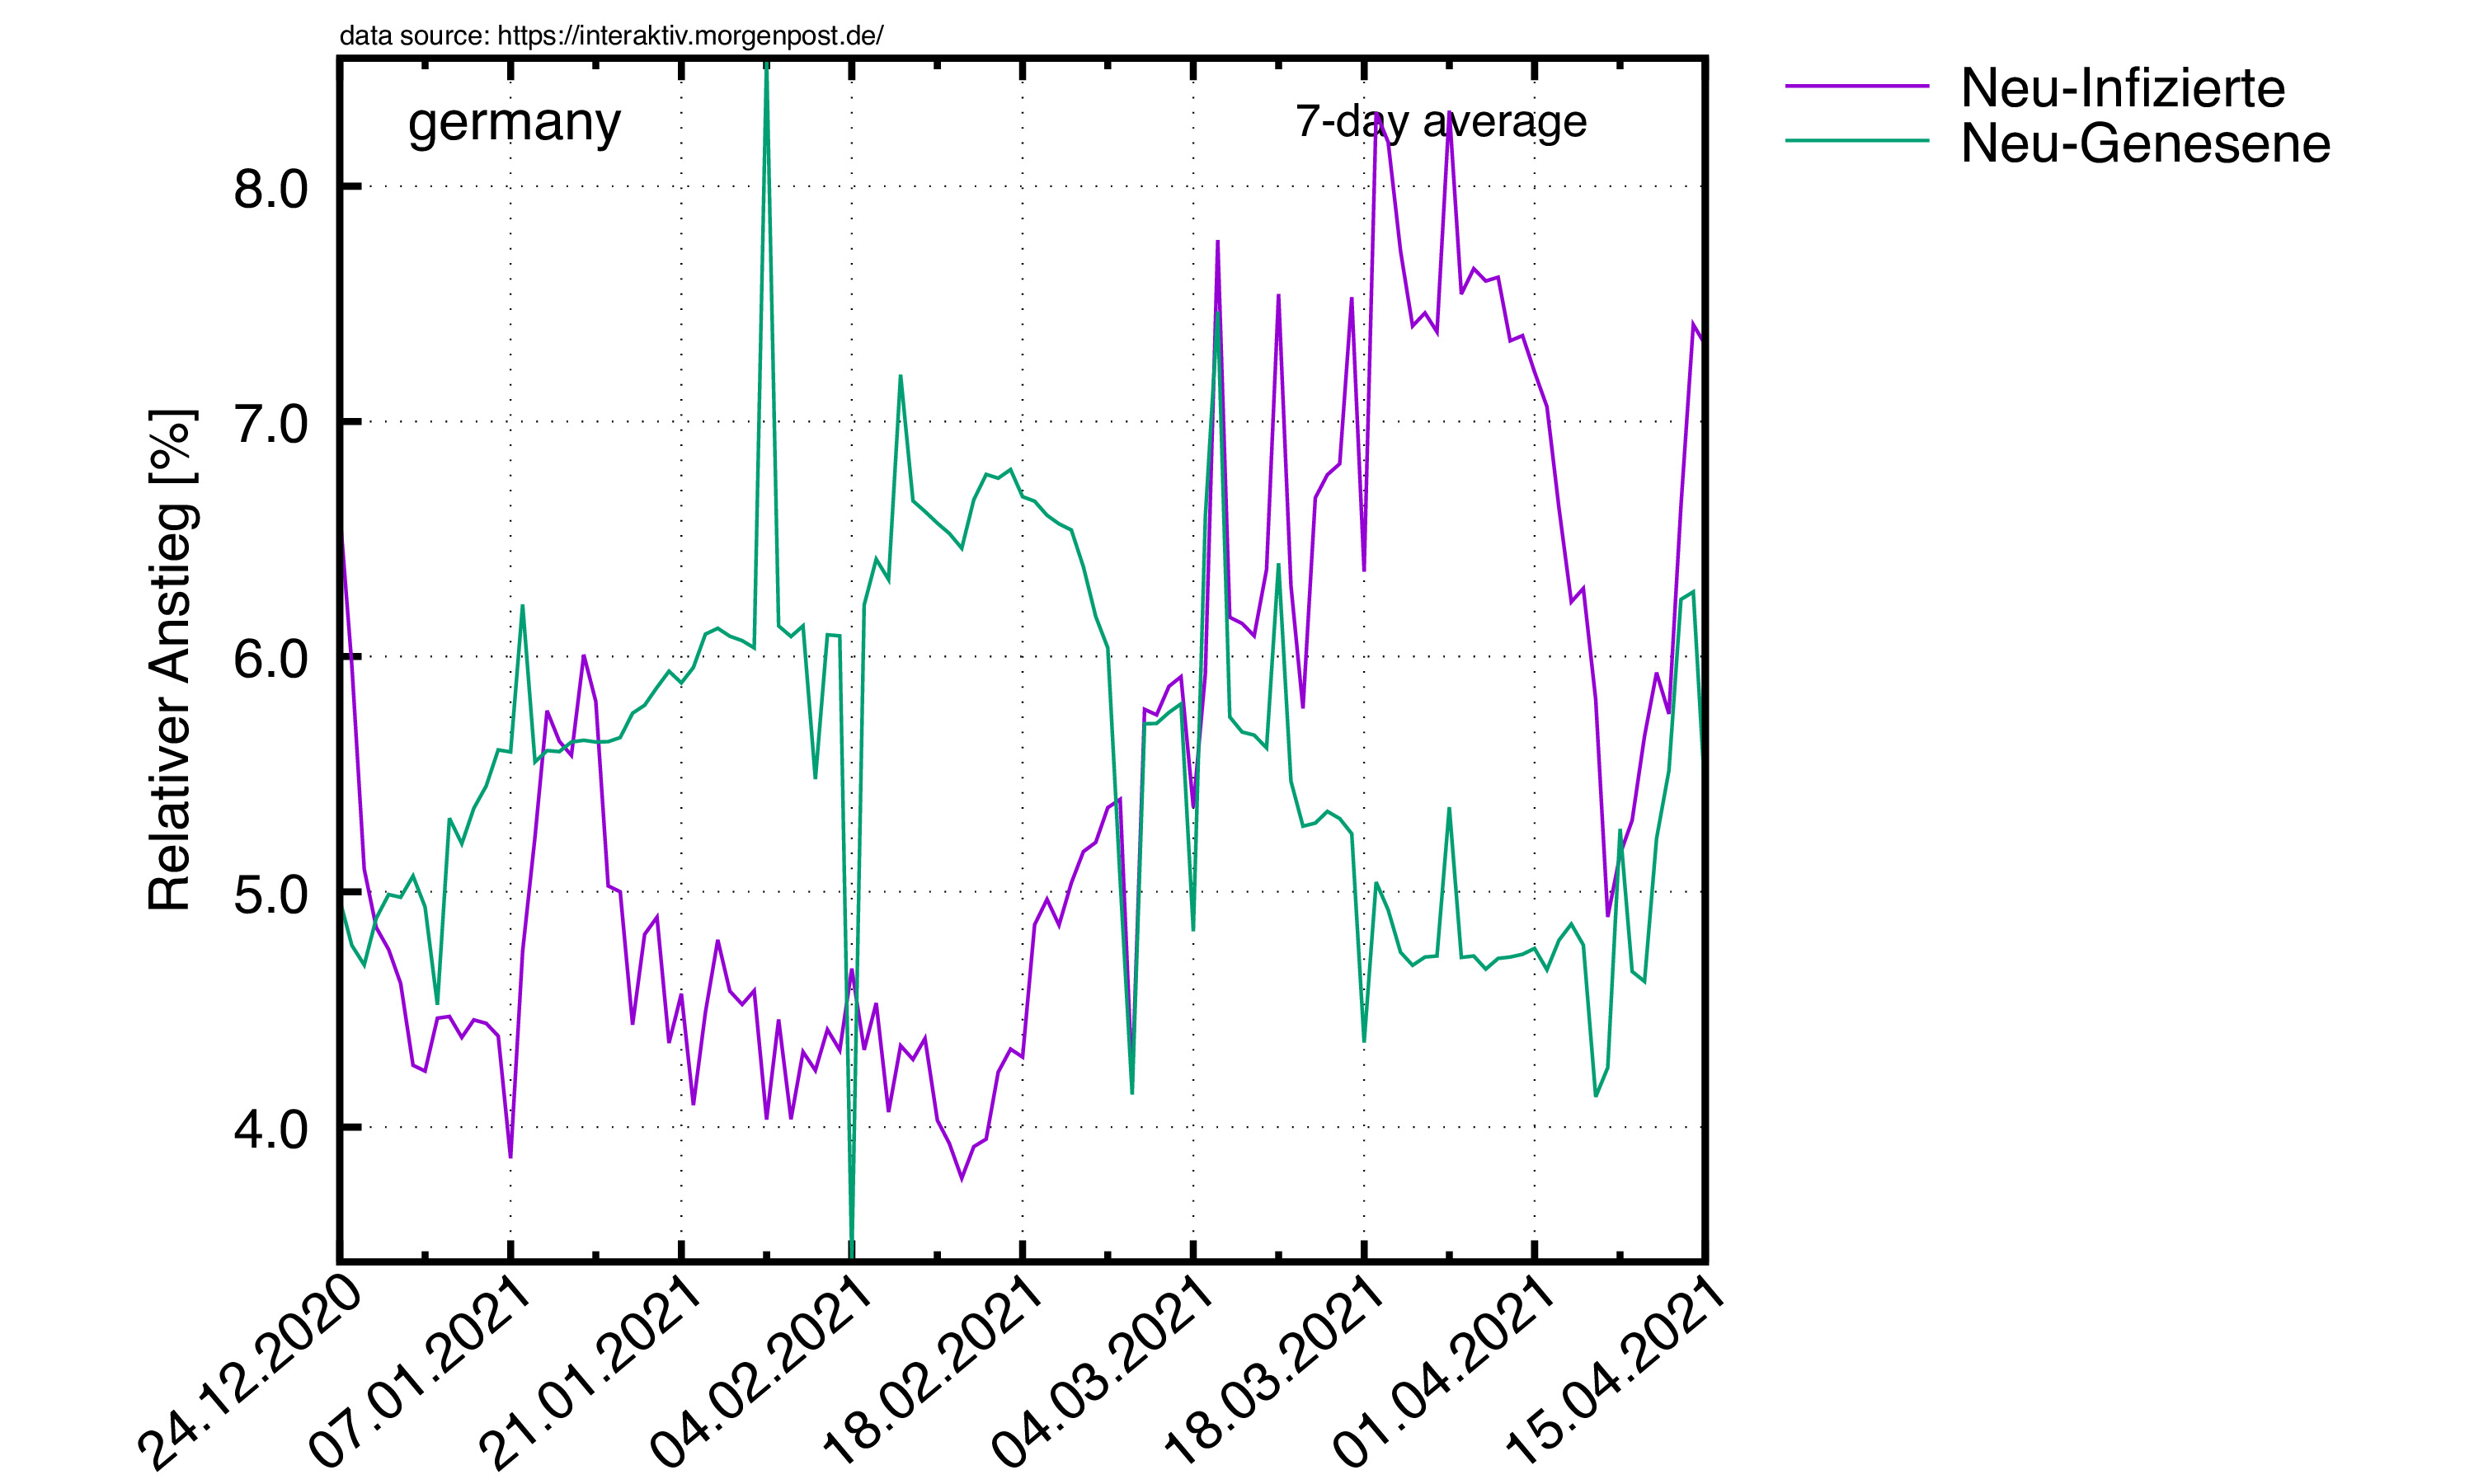 data source: https://interaktiv.morgenpost.de/
germany
7-day average
Neu-Infizierte
Neu-Genesene
Relativer Anstieg [%]
8.0
7.0
6.0
5.0
4.0
24.12.2020
07.01.2021
21.01.2021
04.02.2021
18.02.2021
04.03.2021
18.03.2021
01.04.2021
15.04.2021